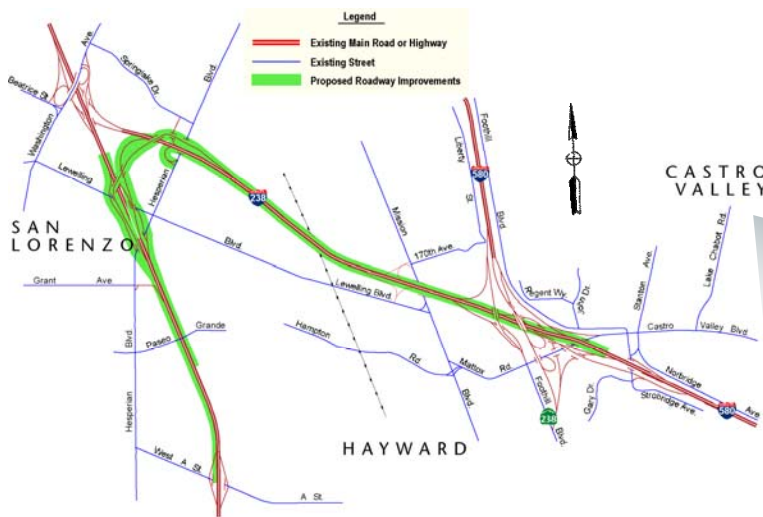 Legend
Existing Main Road or Highway
Existing Street
Proposed Roadway Improvements
Ave.
Washington
Beatrice St.
Springlake Dr.
Blvd.
Hesperian
Lewelling
Blvd.
Lewelling Blvd.
238
SAN
LORENZO
Grant Ave.
Paseo Grande
Blvd
Hesperian
West A St.
A St.
Hampton
Rd.
Mission
Blvd.
170th Ave.
Liberty
St.
580
Foothill
Blvd.
CASTRO
VALLEY
Lake Chabot Rd.
Stanton Ave.
John Dr.
Regent Wy.
Castro
Valley Blvd
Norbridge
Ave
Strobridge Ave.
Gary Dr.
Mattox Rd.
Foothill
Blvd.
238
580
HAYWARD